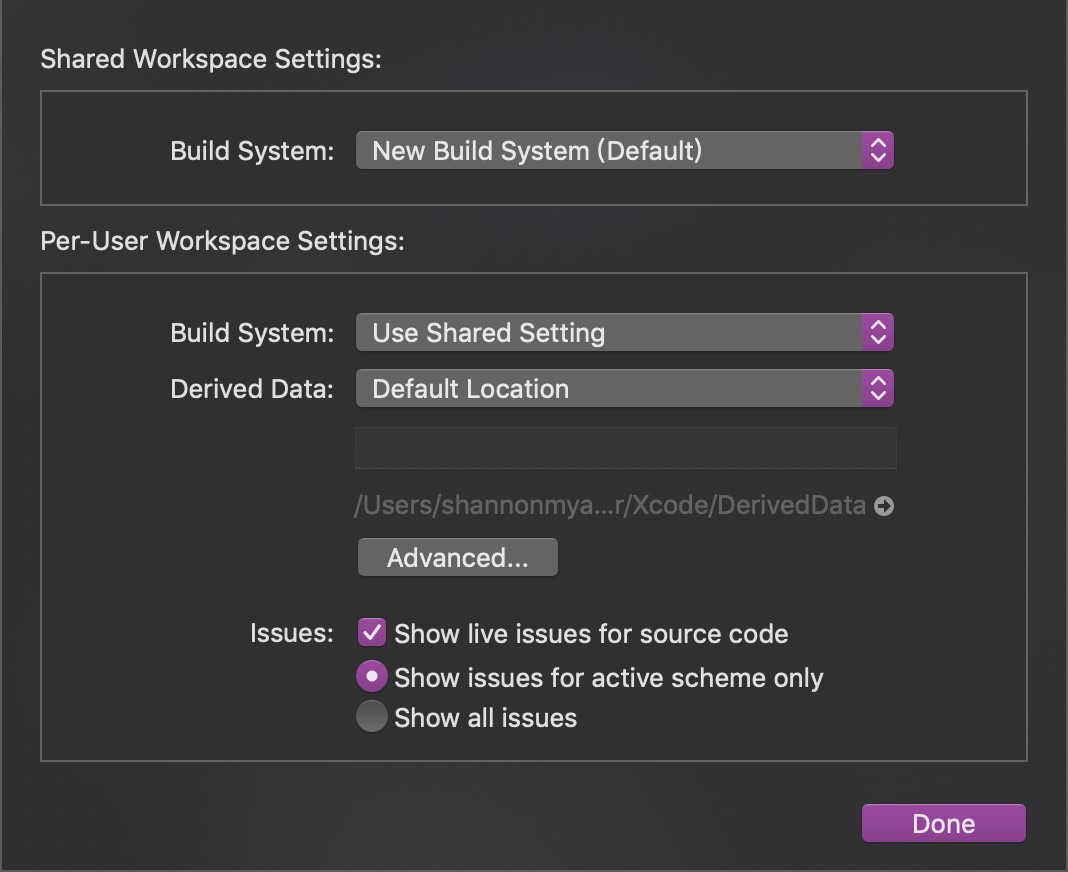 Shared Workspace Settings:
Build System: New Build System (Default)
Per-User Workspace Settings:
Build System: Use Shared Setting
Derived Data: Default Location
/Users/shannonmya...r/Xcode/DerivedData
Advanced...
Issues: Show live issues for source code
Show issues for active scheme only
Show all issues
Done